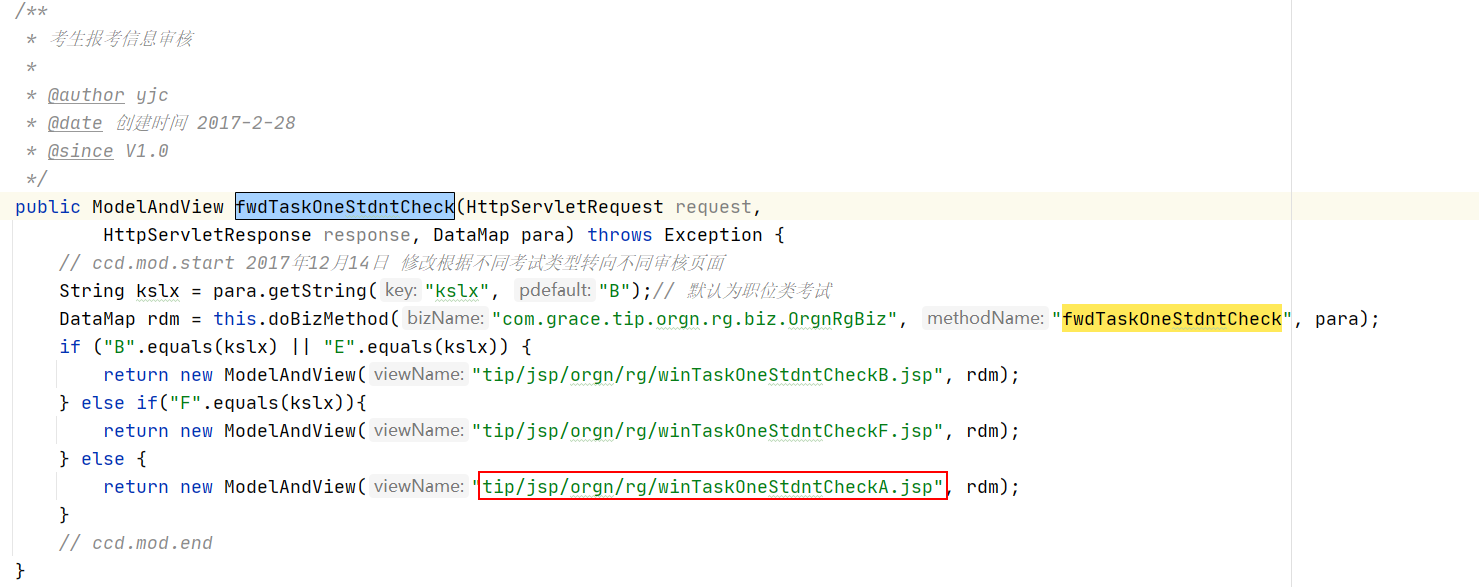 /**
 * 考生报考信息审核
 *
 * @author yjc
 * @date 创建时间 2017-2-28
 * @since V1.0
 */
public ModelAndView fwdTaskOneStdntCheck(HttpServletRequest request,
        HttpServletResponse response, DataMap para) throws Exception {
    // ccd.mod.start 2017年12月14日 修改根据不同考试类型转向不同审核页面
    String kslx = para.getString( key: "kslx", pdefault: "B");// 默认为职位类考试
    DataMap rdm = this.doBizMethod( bizName: "com.grace.tip.orgn.rg.biz.OrgnRgBiz", methodName: "fwdTaskOneStdntCheck", para);
    if ("B".equals(kslx) || "E".equals(kslx)) {
        return new ModelAndView( viewName: "tip/jsp/orgn/rg/winTaskOneStdntCheckB.jsp", rdm);
    } else if("F".equals(kslx)){
        return new ModelAndView( viewName: "tip/jsp/orgn/rg/winTaskOneStdntCheckF.jsp", rdm);
    } else {
        return new ModelAndView( viewName: "tip/jsp/orgn/rg/winTaskOneStdntCheckA.jsp", rdm);
    }
    // ccd.mod.end
}